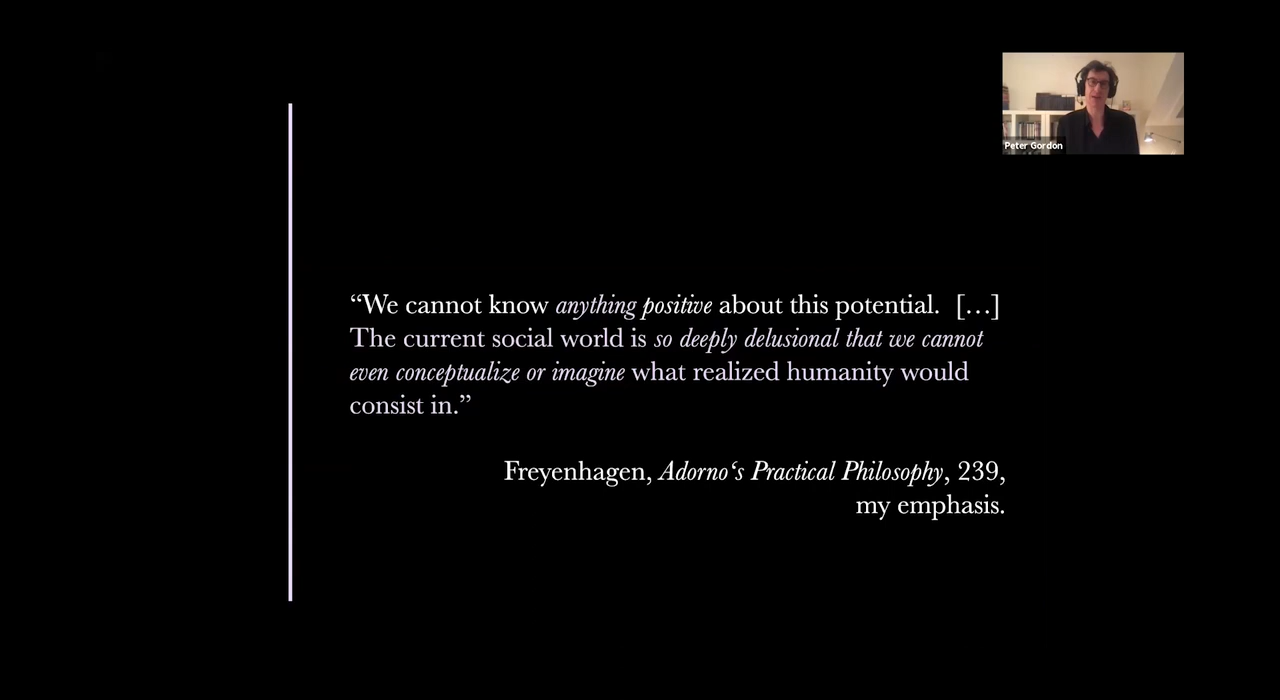 Peter Gordon
“We cannot know anything positive about this potential. […]
The current social world is so deeply delusional that we cannot
even conceptualize or imagine what realized humanity would
consist in.”
Freyenhagen, Adorno‘s Practical Philosophy, 239,
my emphasis.